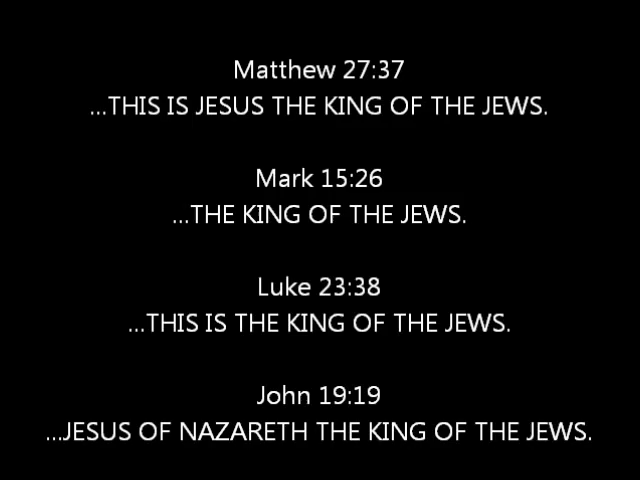 Matthew 27:37
...THIS IS JESUS THE KING OF THE JEWS.
Mark 15:26
...THE KING OF THE JEWS.
Luke 23:38
...THIS IS THE KING OF THE JEWS.
John 19:19
...JESUS OF NAZARETH THE KING OF THE JEWS.